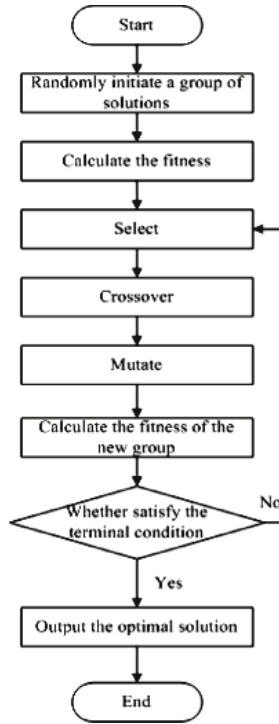 Start
Randomly initiate a group of
solutions
Calculate the fitness
Select
Crossover
Mutate
Calculate the fitness of the
new group
Whether satisfy the
terminal condition
No
Yes
Output the optimal solution
End